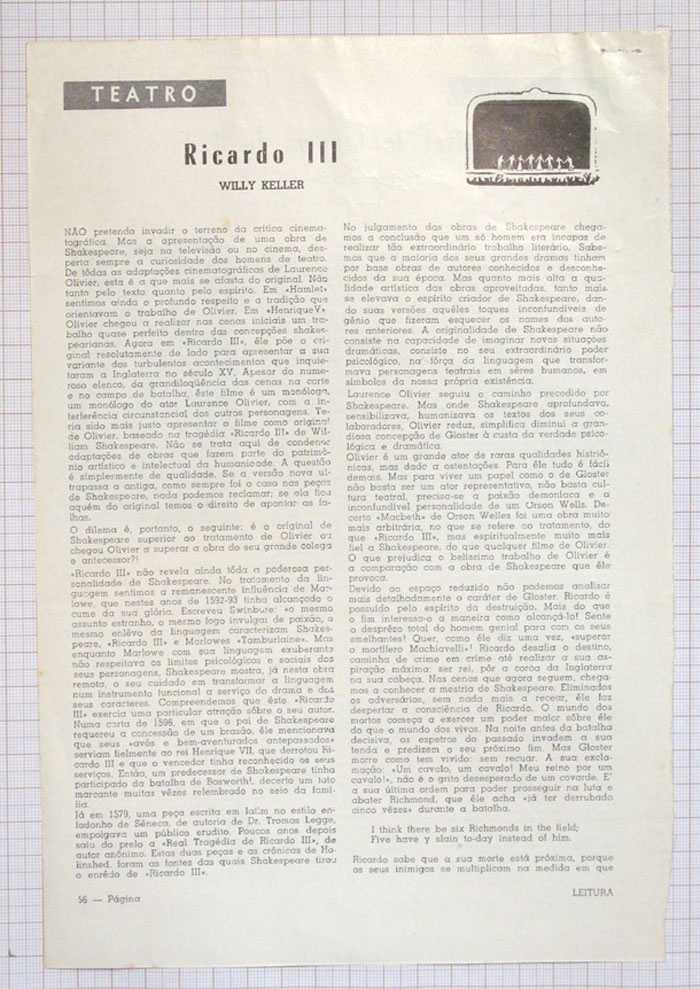 TEATRO
Ricardo III
WILLY KELLER
NÃO pretendo invadir o terreno da crítica cinema-
tográfica. Mas a apresentação de uma obra de
Shakespeare, seja na televisão ou no cinema, des-
perta sempre a curiosidade dos homens de teatro.
De tôdas as adaptações cinematográficas de Laurence
Olivier, esta é a que mais se afasta do original. Não
tanto pelo texto quanto pelo espírito. Em «Hamlet»
sentimos ainda o profundo respeito e a tradição que
orientavam o trabalho de Olivier. Em «HenriqueV»
Olivier chegou a realizar nas cenas iniciais um tra-
balho quase perfeito dentro das concepções shakes-
pearianas. Agora em «Ricardo III», êle põe o ori-
ginal resolutamente de lado para apresentar a sua
variante dos turbulentos acontecimentos que inquie-
taram a Inglaterra no século XV. Apesar do nume-
roso elenco, da grandiloqüência das cenas na corte
e no campo de batalha, êste filme é um monólogo,
um monólogo do ator Laurence Olivier, com a in-
terferência circunstancial dos outros personagens. Te-
ria sido mais justo apresentar o filme como original
de Olivier, baseado na tragédia «Ricardo III» de Wil-
liam Shakespeare. Não se trata aqui de condenar
adaptações de obras que fazem parte do patrimô-
nio artístico e intelectual da humanidade. A questão
é simplesmente de qualidade. Se a versão nova ul-
trapassa a antiga, como sempre foi o caso nas peças
de Shakespeare, nada podemos reclamar; se ela fica
aquém do original temos o direito de apontar as fa-
lhas.
O dilema é, portanto, o seguinte: é o original de
Shakespeare superior ao tratamento de Olivier ou
chegou Olivier a superar a obra do seu grande colega
e antecessor?!
«Ricardo III» não revela ainda tôda a poderosa per-
sonalidade de Shakespeare. No tratamento da lin-
guagem sentimos a remanescente influência de Mar-
lowe, que nestes anos de 1592-93 tinha alcançado o
cume da sua glória. Escreveu Swinbure: «o mesmo
assunto estranho, o mesmo fogo invulgar de paixão, o
mesmo enlêvo da linguagem caracterizam Shakes-
peare, «Ricardo III» e Marlowes «Tamburlaine». Mas
enquanto Marlowe com sua linguagem exuberante
não respeitava os limites psicológicos e sociais dos
seus personagens, Shakespeare mostra, já nesta obra
remota, o seu cuidado em transformar a linguagem
num instrumento funcional a serviço do drama e dos
seus caracteres. Compreendemos que êste «Ricardo
III» exercia uma particular atração sôbre o seu autor.
Numa carta de 1596, em que o pai de Shakespeare
requereu a concessão de um brasão, êle mencionava
que seus «avós e bem-aventurados antepassados»
serviam fielmente ao rei Henrique VII, que derrotou Ri-
cardo III e que o vencedor tinha reconhecido os seus
serviços. Então, um predecessor de Shakespeare tinha
participado da batalha de Bosworth!, decerto um fato
marcante muitas vêzes relembrado no seio da famí-
lia.
Já em 1579, uma peça escrita em latim no estilo en-
fadonho de Sêneca, de autoria de Dr. Tromas Legge,
empolgava um público erudito. Poucos anos depois
saiu do prelo a «Real Tragédia de Ricardo III», de
autor anônimo. Estas duas peças e as crônicas de Ho-
linshed, foram as fontes das quais Shakespeare tirou
o enrêdo de «Ricardo III».
No julgamento das obras de Shakespeare chega-
mos a conclusão que um só homem era incapaz de
realizar tão extraordinário trabalho literário. Sabe-
mos que a maioria dos seus grandes dramas tinham
por base obras de autores conhecidos e desconhe-
cidos da sua época. Mas quanto mais alta a qua-
lidade artística das obras aproveitadas, tanto mais
se elevava o espírito criador de Shakespeare, dan-
do suas versões aquêles toques inconfundíveis de
gênio que fizeram esquecer os nomes dos auto-
res anteriores. A originalidade de Shakespeare não
consiste na capacidade de imaginar novas situações
dramáticas, consiste no seu extraordinário poder
psicológico, na fôrça da linguagem que transfor-
mava personagens teatrais em sêres humanos, em
símbolos da nossa própria existência.
Laurence Olivier seguiu o caminho precedido por
Shakespeare. Mas onde Shakespeare aprofundava,
sensibilizava, humanisava os textos dos seus co-
laboradores, Olivier reduz, simplifica diminui a gran-
diosa concepção de Gloster à custa da verdade psico-
lógica e dramática.
Olivier é um grande ator de raras qualidades histriô-
nicas, mas dado a ostentações. Para êle tudo é fácil
demais. Mas para viver um papel como o de Gloster
não basta ser um ator representativo, não basta cul-
tura teatral, precisa-se a paixão demoníaca e a
inconfundível personalidade de um Orson Wells. De-
certo «Macbeth» de Orson Welles foi uma obra muito
mais arbitrária, no que se refere ao tratamento, do
que «Ricardo III», mas espiritualmente muito mais
fiel a Shakespeare, do que qualquer filme de Olivier.
O que prejudica o belíssimo trabalho de Olivier é
a comparação com a obra de Shakespeare que êle
provoca.
Devido ao espaço reduzido não podemos analisar
mais detalhadamente o caráter de Gloster. Ricardo é
possuído pelo espírito da destruição. Mais do que
o fim interessa-o a maneira como alcançá-lo! Sente
o desprêzo total do homem genial para com os seus
smelhantes! Quer, como êle diz uma vez, «superar
o mortífero Machiavelli»! Ricardo desafia o destino,
caminha de crime em crime até realizar a sua as-
piração máxima: ser rei, pôr a coroa da Inglaterra
na sua cabeça. Nas cenas que agora seguem, chega-
mos a conhecer a mestria de Shakespeare. Eliminados
os adversários, sem nada mais a recear, êle faz
despertar a consciência de Ricardo. O mundo dos
mortos começa a exercer um poder maior sôbre êle
do que o mundo dos vivos. Na noite antes da batalha
decisiva, os espetros do passado invadem a sua
tenda e predizem o seu próximo fim. Mas Gloster
morre como tem vivido: sem recuar. A sua excla-
mação: «Um cavalo, um cavalo! Meu reino por um
cavalo!», não é o grito desesperado de um covarde. E'
a sua última ordem para poder prosseguir na luta e
abater Richmond, que êle acha «já ter derrubado
cinco vêzes» durante a batalha.
I think there be six Richmonds in the field;
Five have y slain to-day instead of him.
Ricardo sabe que a sua morte está próxima, porque
os seus inimigos se multiplicam na medida em que
56 — Página
LEITURA